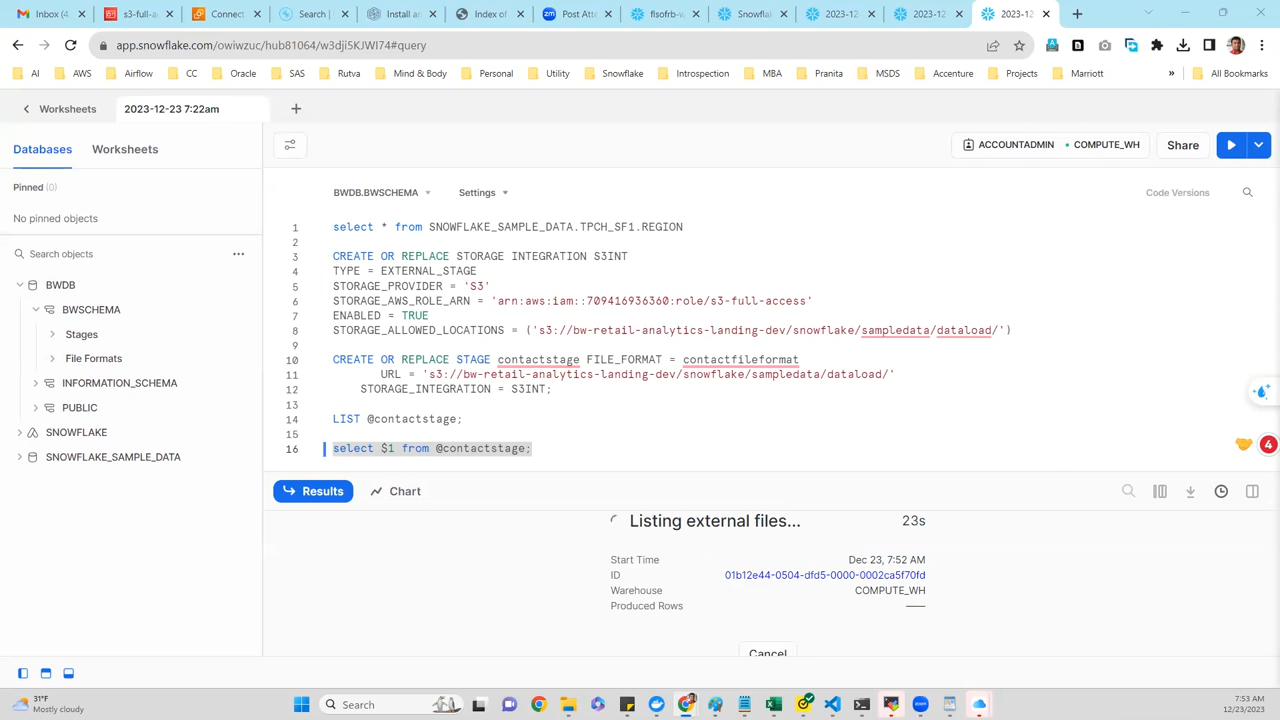 Inbox (4
s3-full-a
Connect
Search |
Install an
Index of
Post Atte
flsofrb-w
Snowflak
2023-12
2023-12
2023-12
app.snowflake.com/owiwzuc/hub81064/w3dji5KJWI74#query
AI
AWS
Airflow
CC
Oracle
SAS
Rutva
Mind & Body
Personal
Utility
Snowflake
Introspection
MBA
Pranita
MSDS
Accenture
Projects
Marriott
»
All Bookmarks
Worksheets
2023-12-23 7:22am
Databases
Worksheets
ACCOUNTADMIN
COMPUTE_WH
Share
Pinned (0)
No pinned objects
Search objects
BWDB
BWSCHEMA
Stages
File Formats
INFORMATION_SCHEMA
PUBLIC
SNOWFLAKE
SNOWFLAKE_SAMPLE_DATA
BWDB.BWSCHEMA
Settings
Code Versions
1 select * from SNOWFLAKE_SAMPLE_DATA.TPCH_SF1.REGION
2
3 CREATE OR REPLACE STORAGE INTEGRATION S3INT
4 TYPE = EXTERNAL_STAGE
5 STORAGE_PROVIDER = 'S3'
6 STORAGE_AWS_ROLE_ARN = 'arn:aws:iam::709416936360:role/s3-full-access'
7 ENABLED = TRUE
8 STORAGE_ALLOWED_LOCATIONS = ('s3://bw-retail-analytics-landing-dev/snowflake/sampledata/dataload/')
9
10 CREATE OR REPLACE STAGE contactstage FILE_FORMAT = contactfileformat
11 URL = 's3://bw-retail-analytics-landing-dev/snowflake/sampledata/dataload/'
12 STORAGE_INTEGRATION = S3INT;
13
14 LIST @contactstage;
15
16 select $1 from @contactstage;
4
Results
Chart
Listing external files... 23s
Start Time Dec 23, 7:52 AM
ID 01b12e44-0504-dfd5-0000-0002ca5f70fd
Warehouse COMPUTE_WH
Produced Rows
Cancel
31°F
Mostly cloudy
Search
7:53 AM
12/23/2023